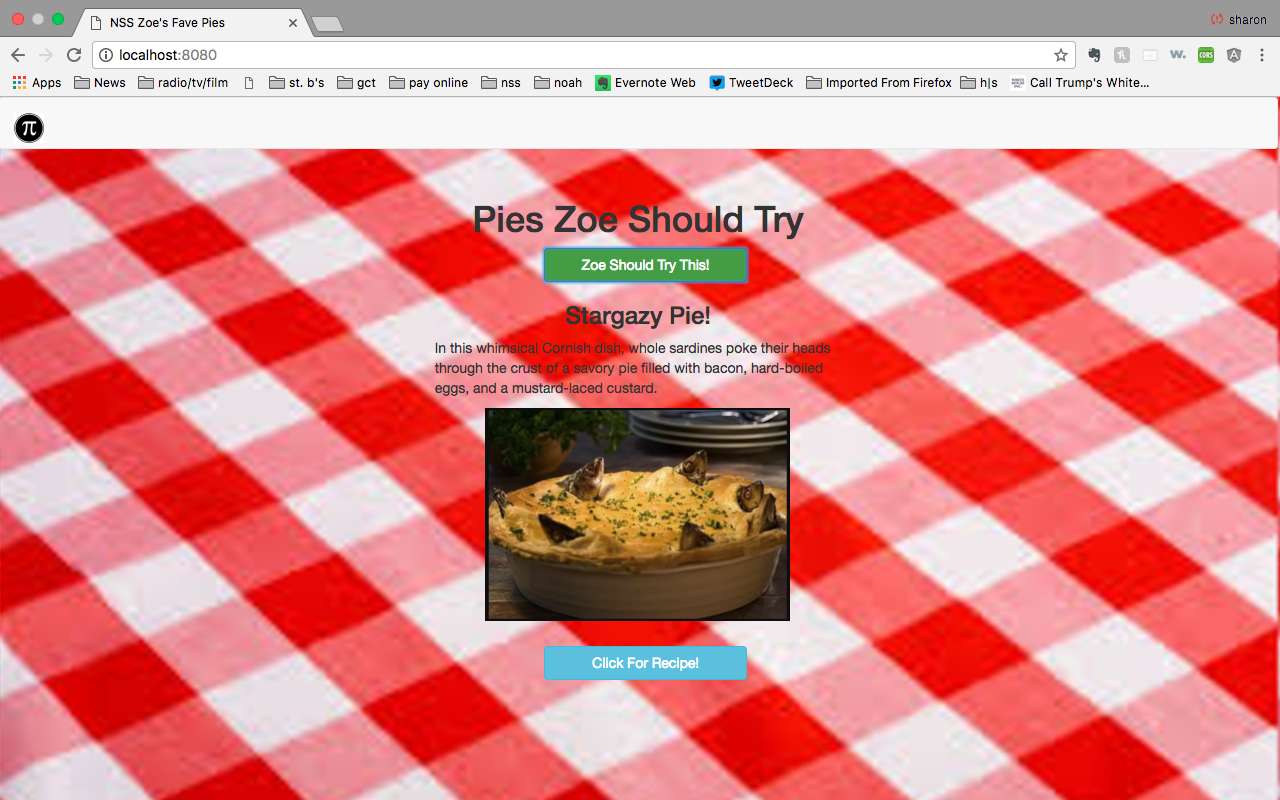 NSS Zoe's Fave Pies
sharon
localhost:8080
CORS
Apps News radio/tv/film st. b's gct pay online nss noah Evernote Web TweetDeck Imported From Firefox h|s Call Trump's White...
π
Pies Zoe Should Try
Zoe Should Try This!
Stargazy Pie!
In this whimsical Cornish dish, whole sardines poke their heads
through the crust of a savory pie filled with bacon, hard-boiled
eggs, and a mustard-laced custard.
Click For Recipe!